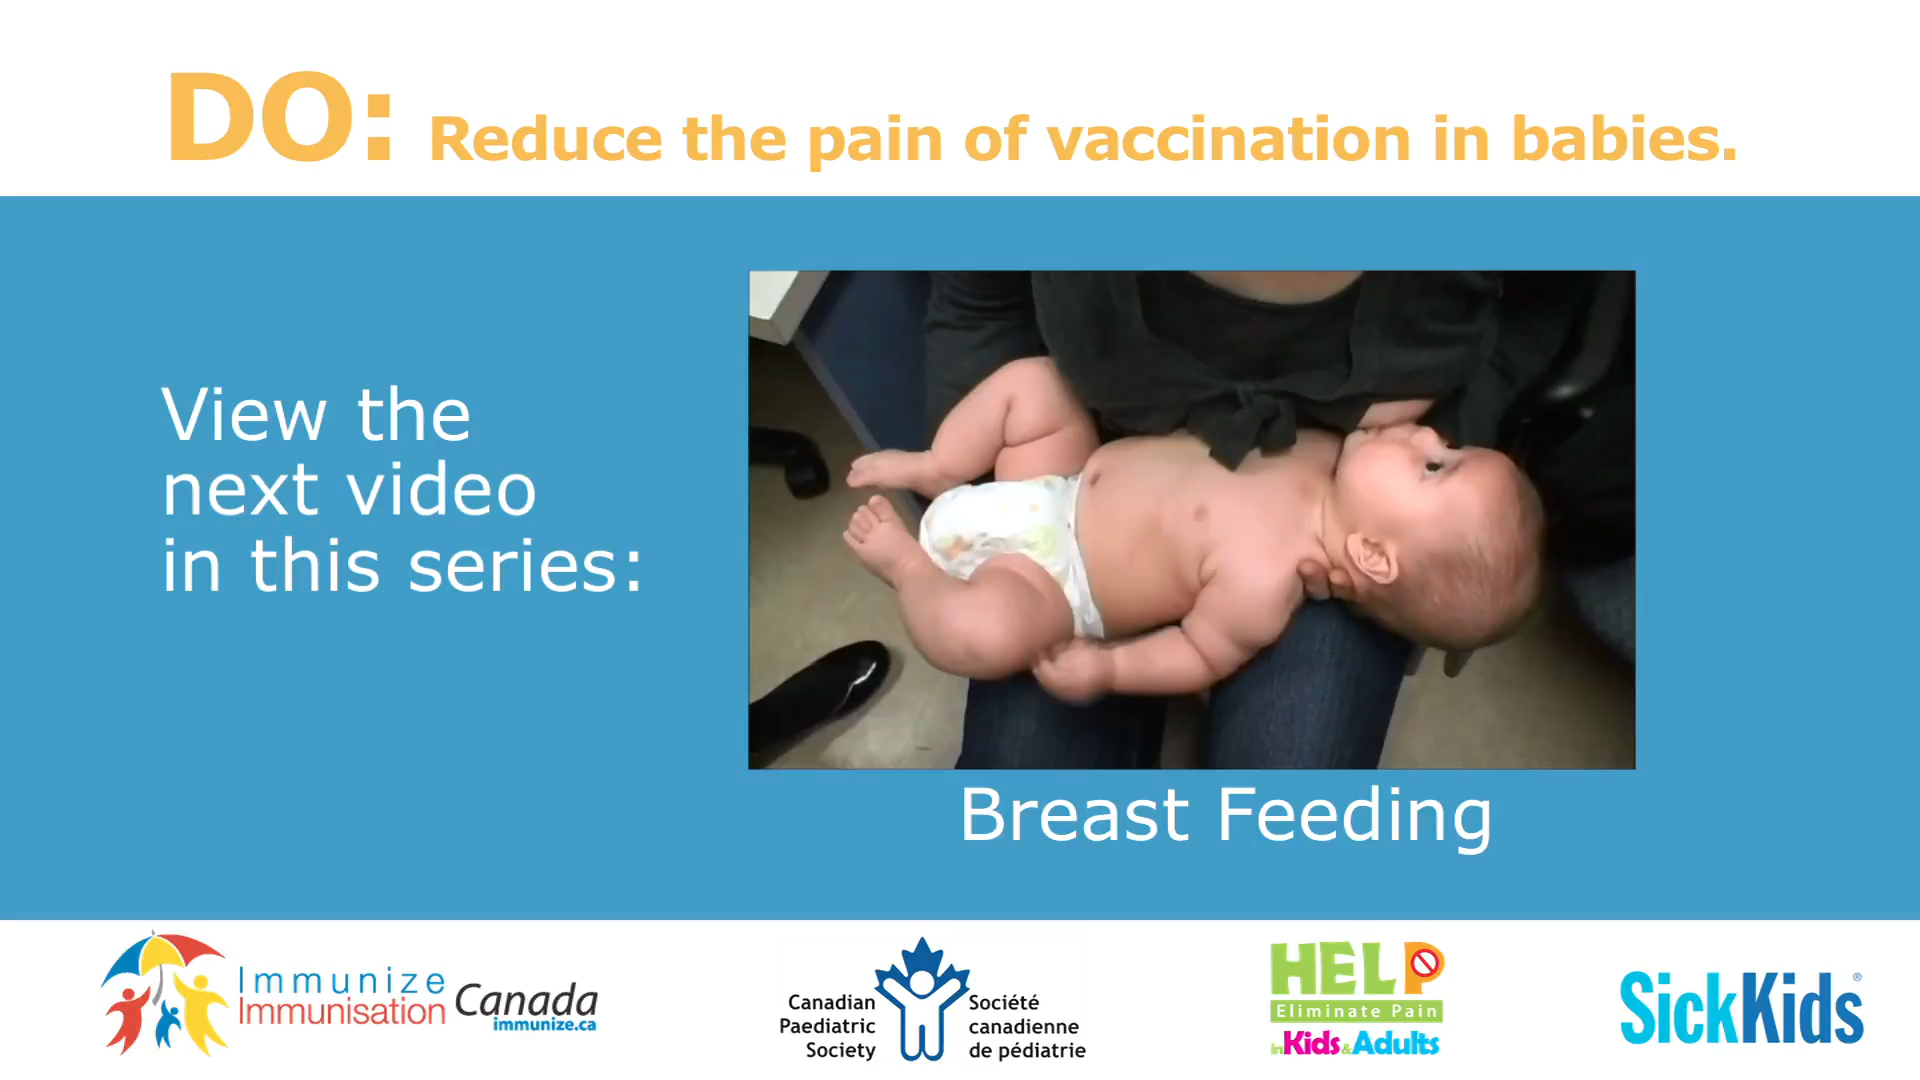 DO: Reduce the pain of vaccination in babies.
View the
next video
in this series:
Breast Feeding
Immunize
Immunisation
Canada
immunize.ca
Canadian
Paediatric
Society
Société
canadienne
de pédiatrie
HELP
Eliminate Pain
in Kids & Adults
SickKids®